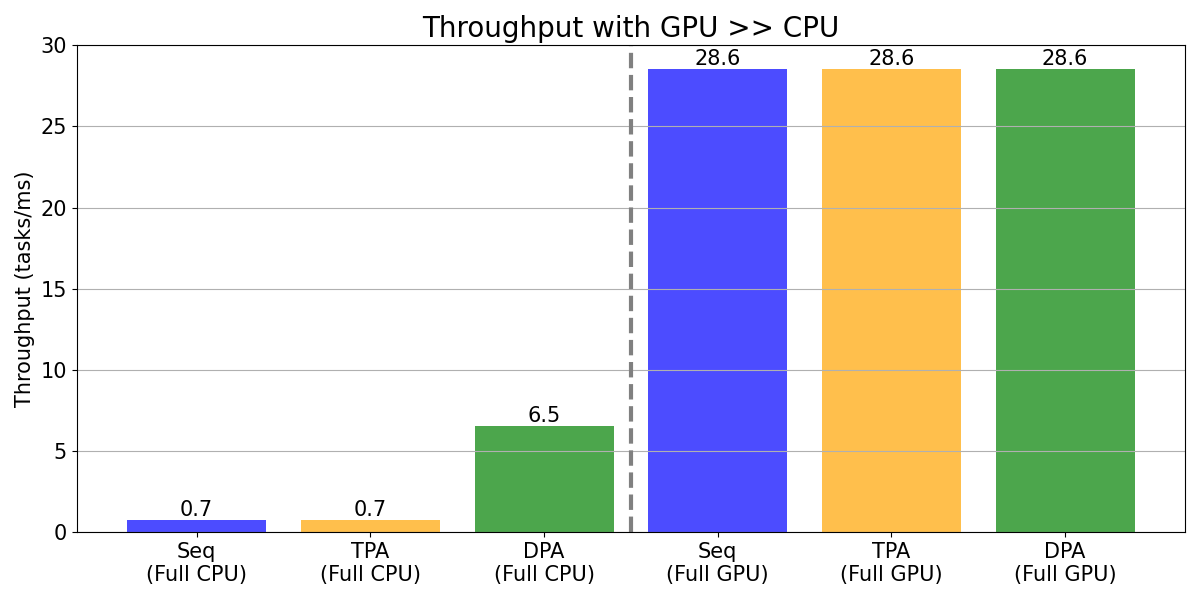 Throughput with GPU >> CPU
Throughput (tasks/ms)
30
25
20
15
10
5
0
0.7
0.7
6.5
28.6
28.6
28.6
Seq
(Full CPU)
TPA
(Full CPU)
DPA
(Full CPU)
Seq
(Full GPU)
TPA
(Full GPU)
DPA
(Full GPU)